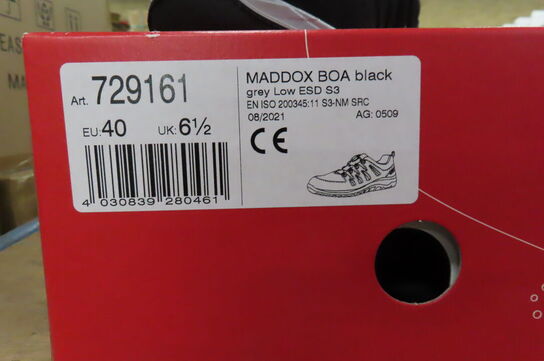 Art. 729161
EU: 40 UK: 6½
4 030839 280461
MADDOX BOA black
grey Low ESD S3
EN ISO 200345:11 S3-NM SRC
08/2021 AG: 0509
CE